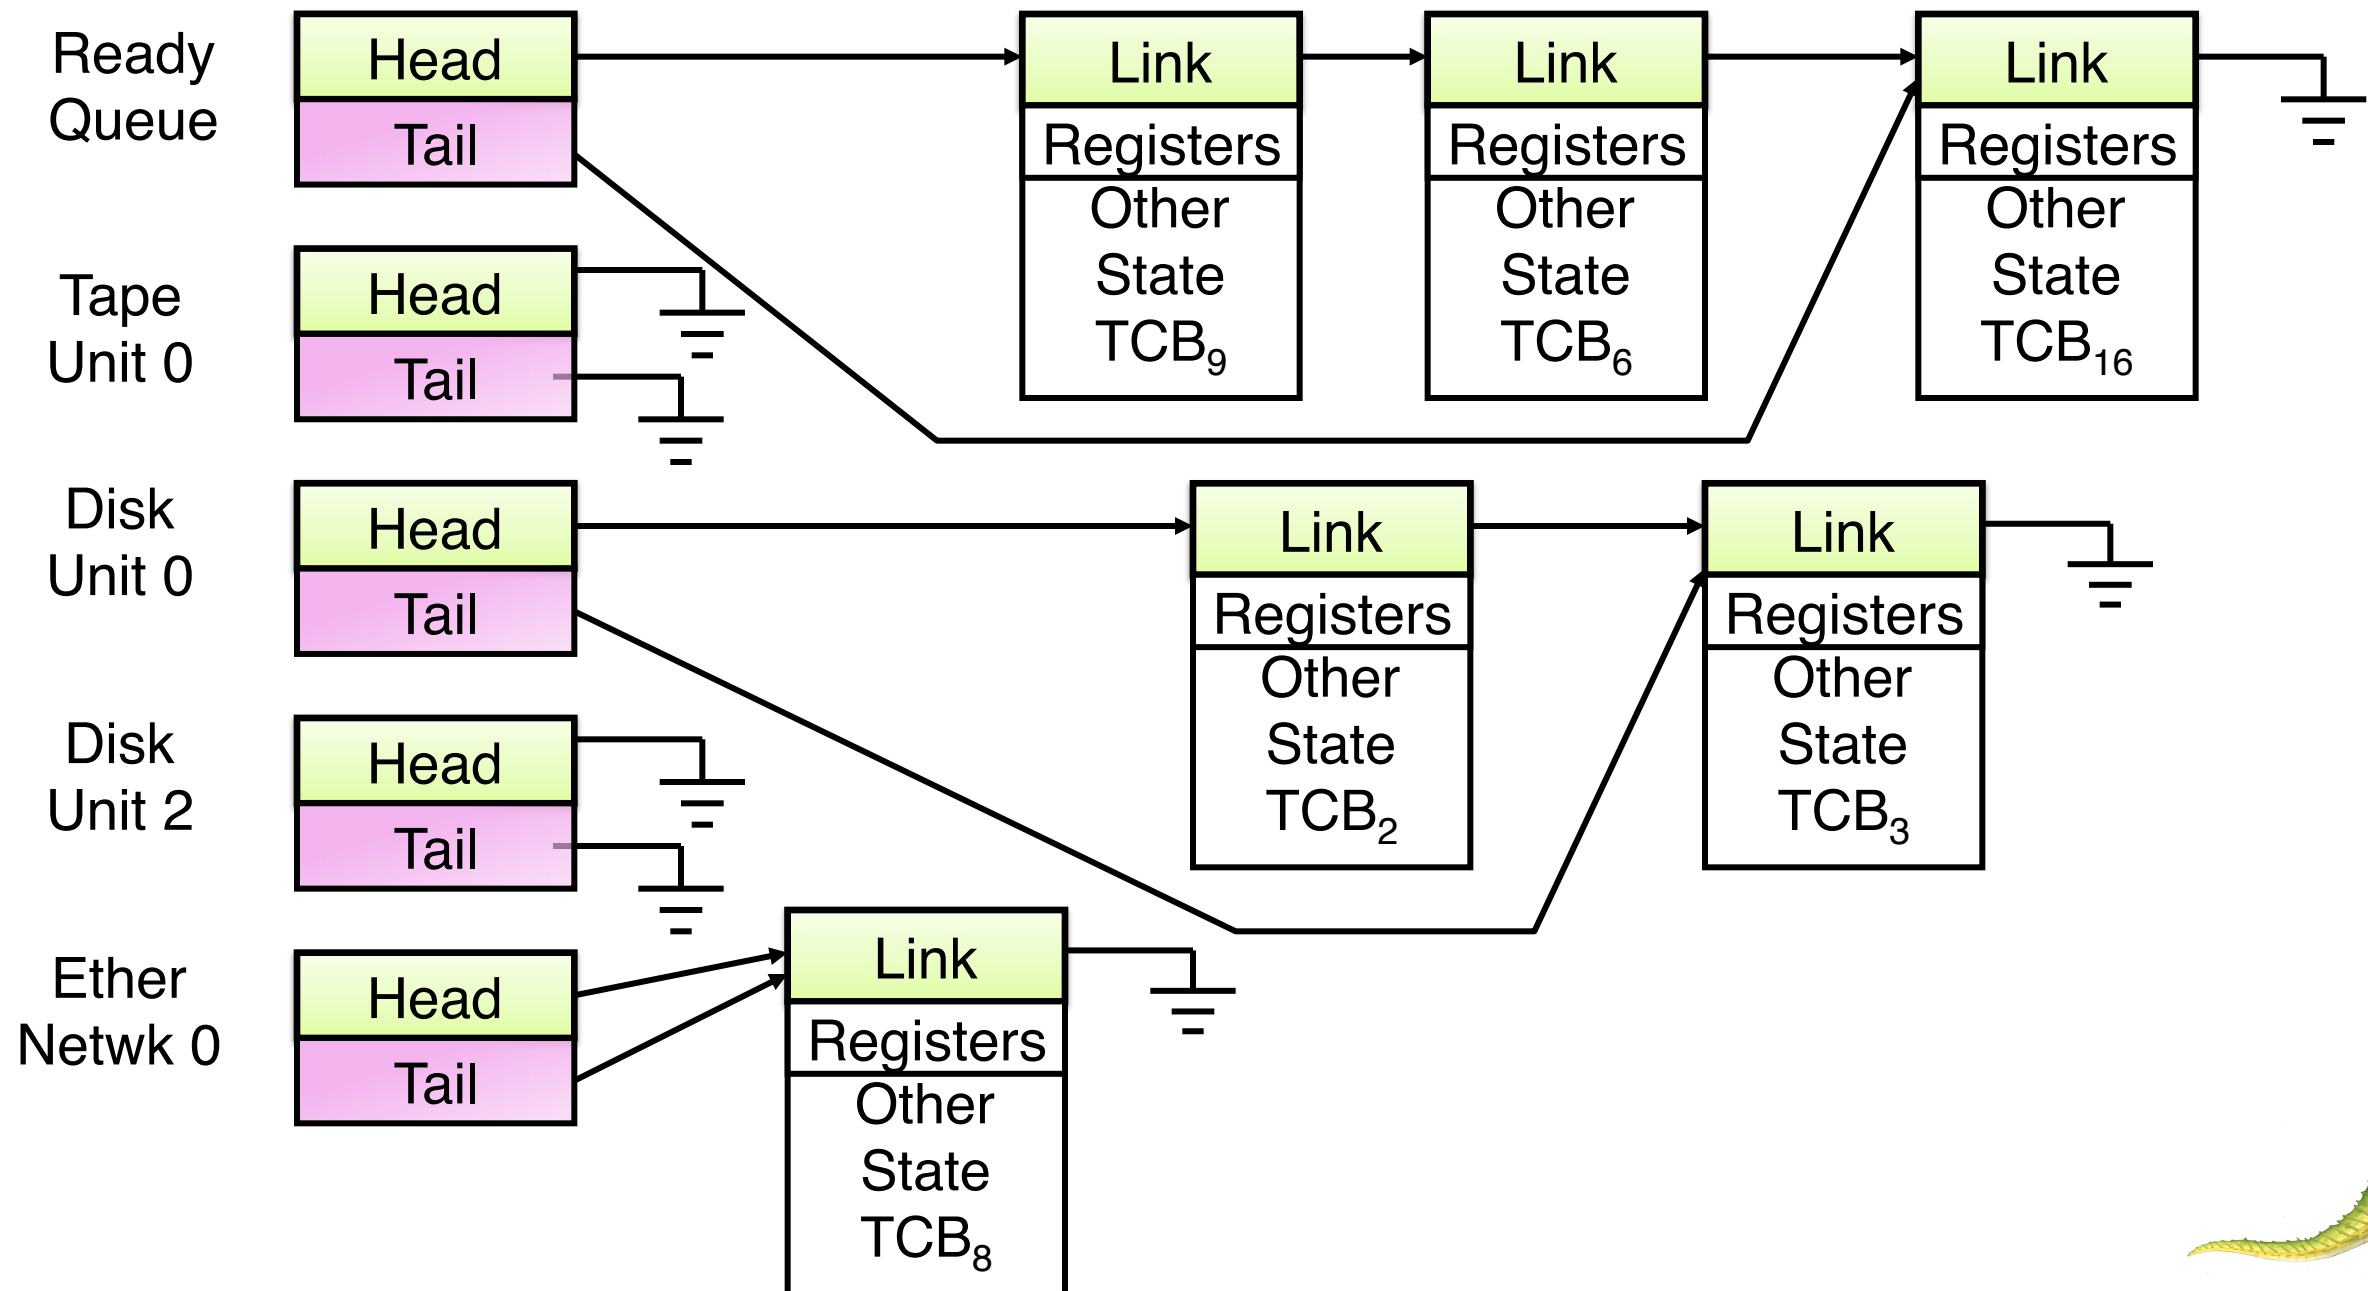 Ready
Queue
Head
Tail
Link
Registers
Other
State
TCB₉
Link
Registers
Other
State
TCB₆
Link
Registers
Other
State
TCB₁₆
Tape
Unit 0
Head
Tail
Disk
Unit 0
Head
Tail
Link
Registers
Other
State
TCB₂
Link
Registers
Other
State
TCB₃
Disk
Unit 2
Head
Tail
Ether
Netwk 0
Head
Tail
Link
Registers
Other
State
TCB₈